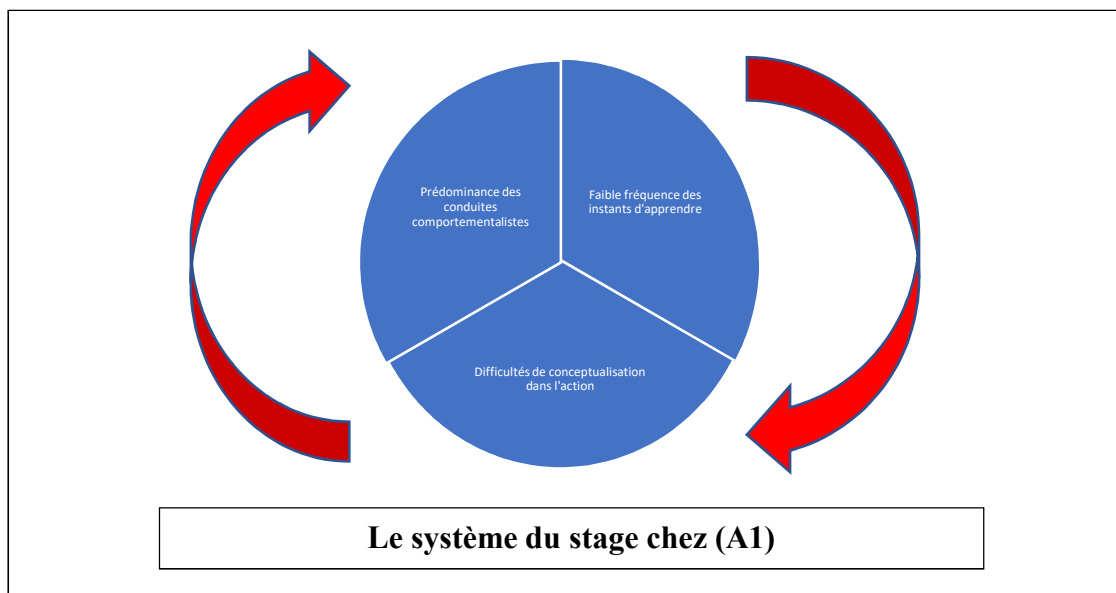 Prédominance des
conduites
comportementalistes
Faible fréquence des
instants d'apprendre
Difficultés de conceptualisation
dans l'action
Le système du stage chez (A1)